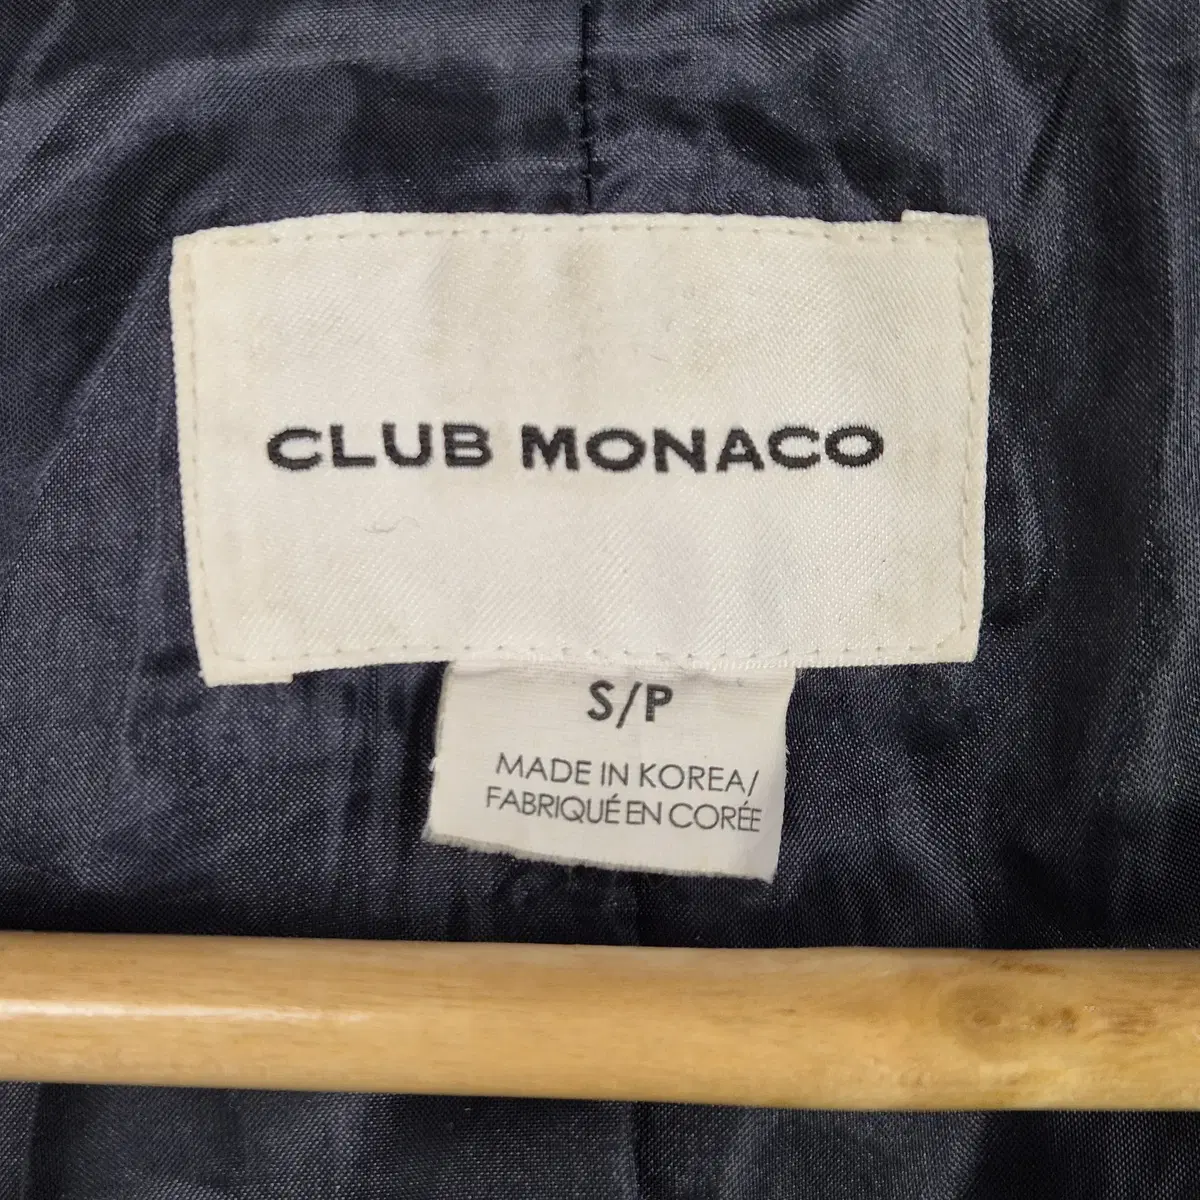 CLUB MONACO
S/P
MADE IN KOREA/
FABRIQUÉ EN CORÉE